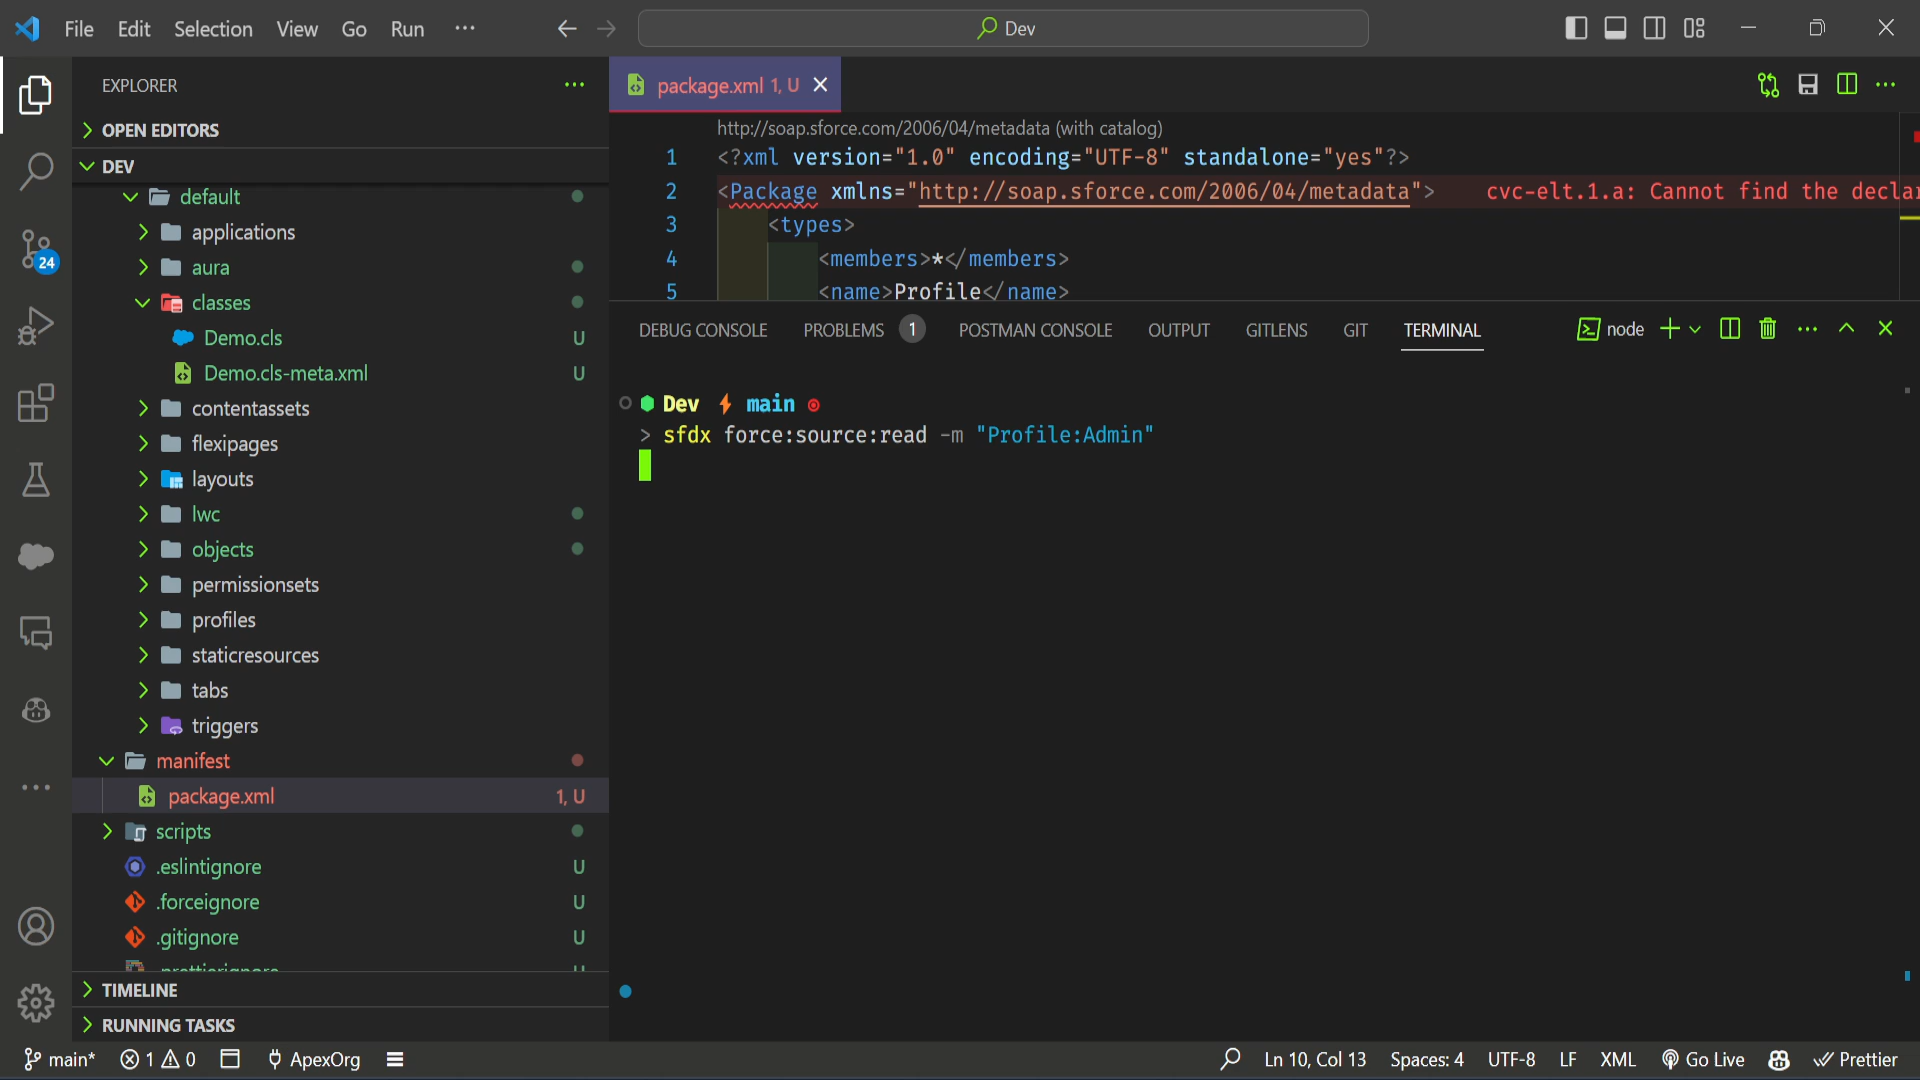 File Edit Selection View Go Run ··· Dev
EXPLORER
OPEN EDITORS
DEV
default
applications
aura
classes
Demo.cls U
Demo.cls-meta.xml U
contentassets
flexipages
layouts
lwc
objects
permissionsets
profiles
staticresources
tabs
triggers
manifest
package.xml 1, U
scripts
.eslintignore U
.forceignore U
.gitignore U
.prettierignore U
TIMELINE
RUNNING TASKS
24
package.xml 1, U
http://soap.sforce.com/2006/04/metadata (with catalog)
1 <?xml version="1.0" encoding="UTF-8" standalone="yes"?>
2 <Package xmlns="http://soap.sforce.com/2006/04/metadata"> cvc-elt.1.a: Cannot find the declar
3 <types>
4 <members>*</members>
5 <name>Profile</name>
DEBUG CONSOLE PROBLEMS 1 POSTMAN CONSOLE OUTPUT GITLENS GIT TERMINAL node
Dev main
> sfdx force:source:read -m "Profile:Admin"
main* 1 0 ApexOrg Ln 10, Col 13 Spaces: 4 UTF-8 LF XML Go Live Prettier